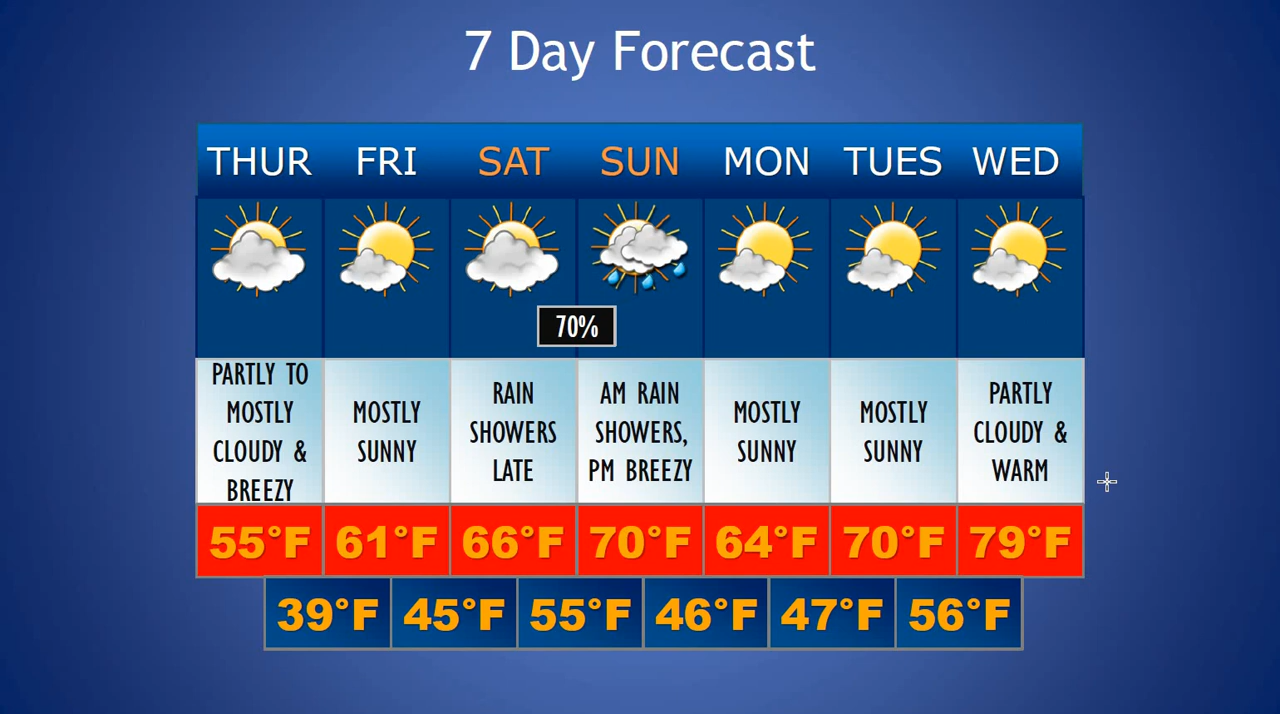 7 Day Forecast
THUR FRI SAT SUN MON TUES WED
70%
PARTLY TO
MOSTLY
CLOUDY &
BREEZY
MOSTLY
SUNNY
RAIN
SHOWERS
LATE
AM RAIN
SHOWERS,
PM BREEZY
MOSTLY
SUNNY
MOSTLY
SUNNY
PARTLY
CLOUDY &
WARM
55°F 61°F 66°F 70°F 64°F 70°F 79°F
39°F 45°F 55°F 46°F 47°F 56°F